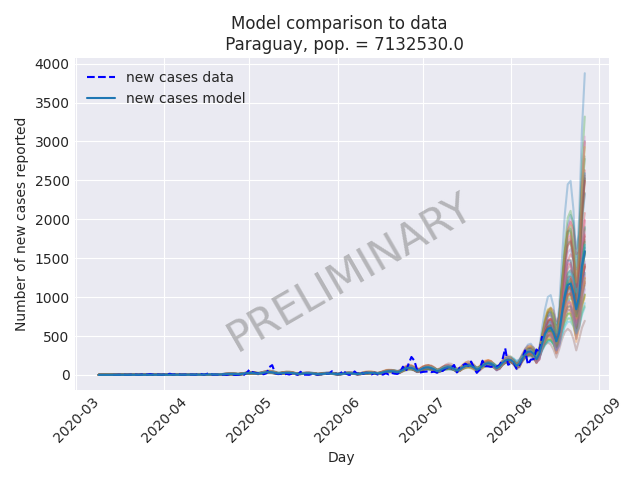 Model comparison to data
Paraguay, pop. = 7132530.0
new cases data
new cases model
4000
3500
3000
2500
2000
1500
1000
500
0
Number of new cases reported
PRELIMINARY
2020-03
2020-04
2020-05
2020-06
2020-07
2020-08
2020-09
Day